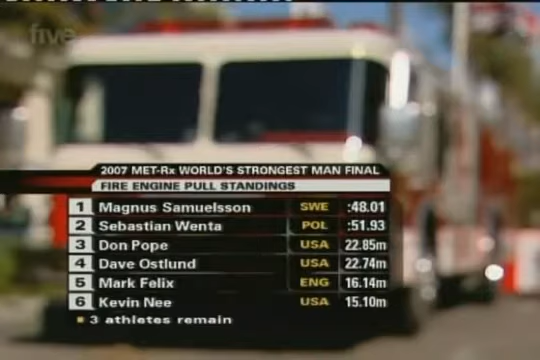 five
2007 MET-Rx WORLD'S STRONGEST MAN FINAL
FIRE ENGINE PULL STANDINGS
1 Magnus Samuelsson SWE :48.01
2 Sebastian Wenta POL :51.93
3 Don Pope USA 22.85m
4 Dave Ostlund USA 22.74m
5 Mark Felix ENG 16.14m
6 Kevin Nee USA 15.10m
3 athletes remain